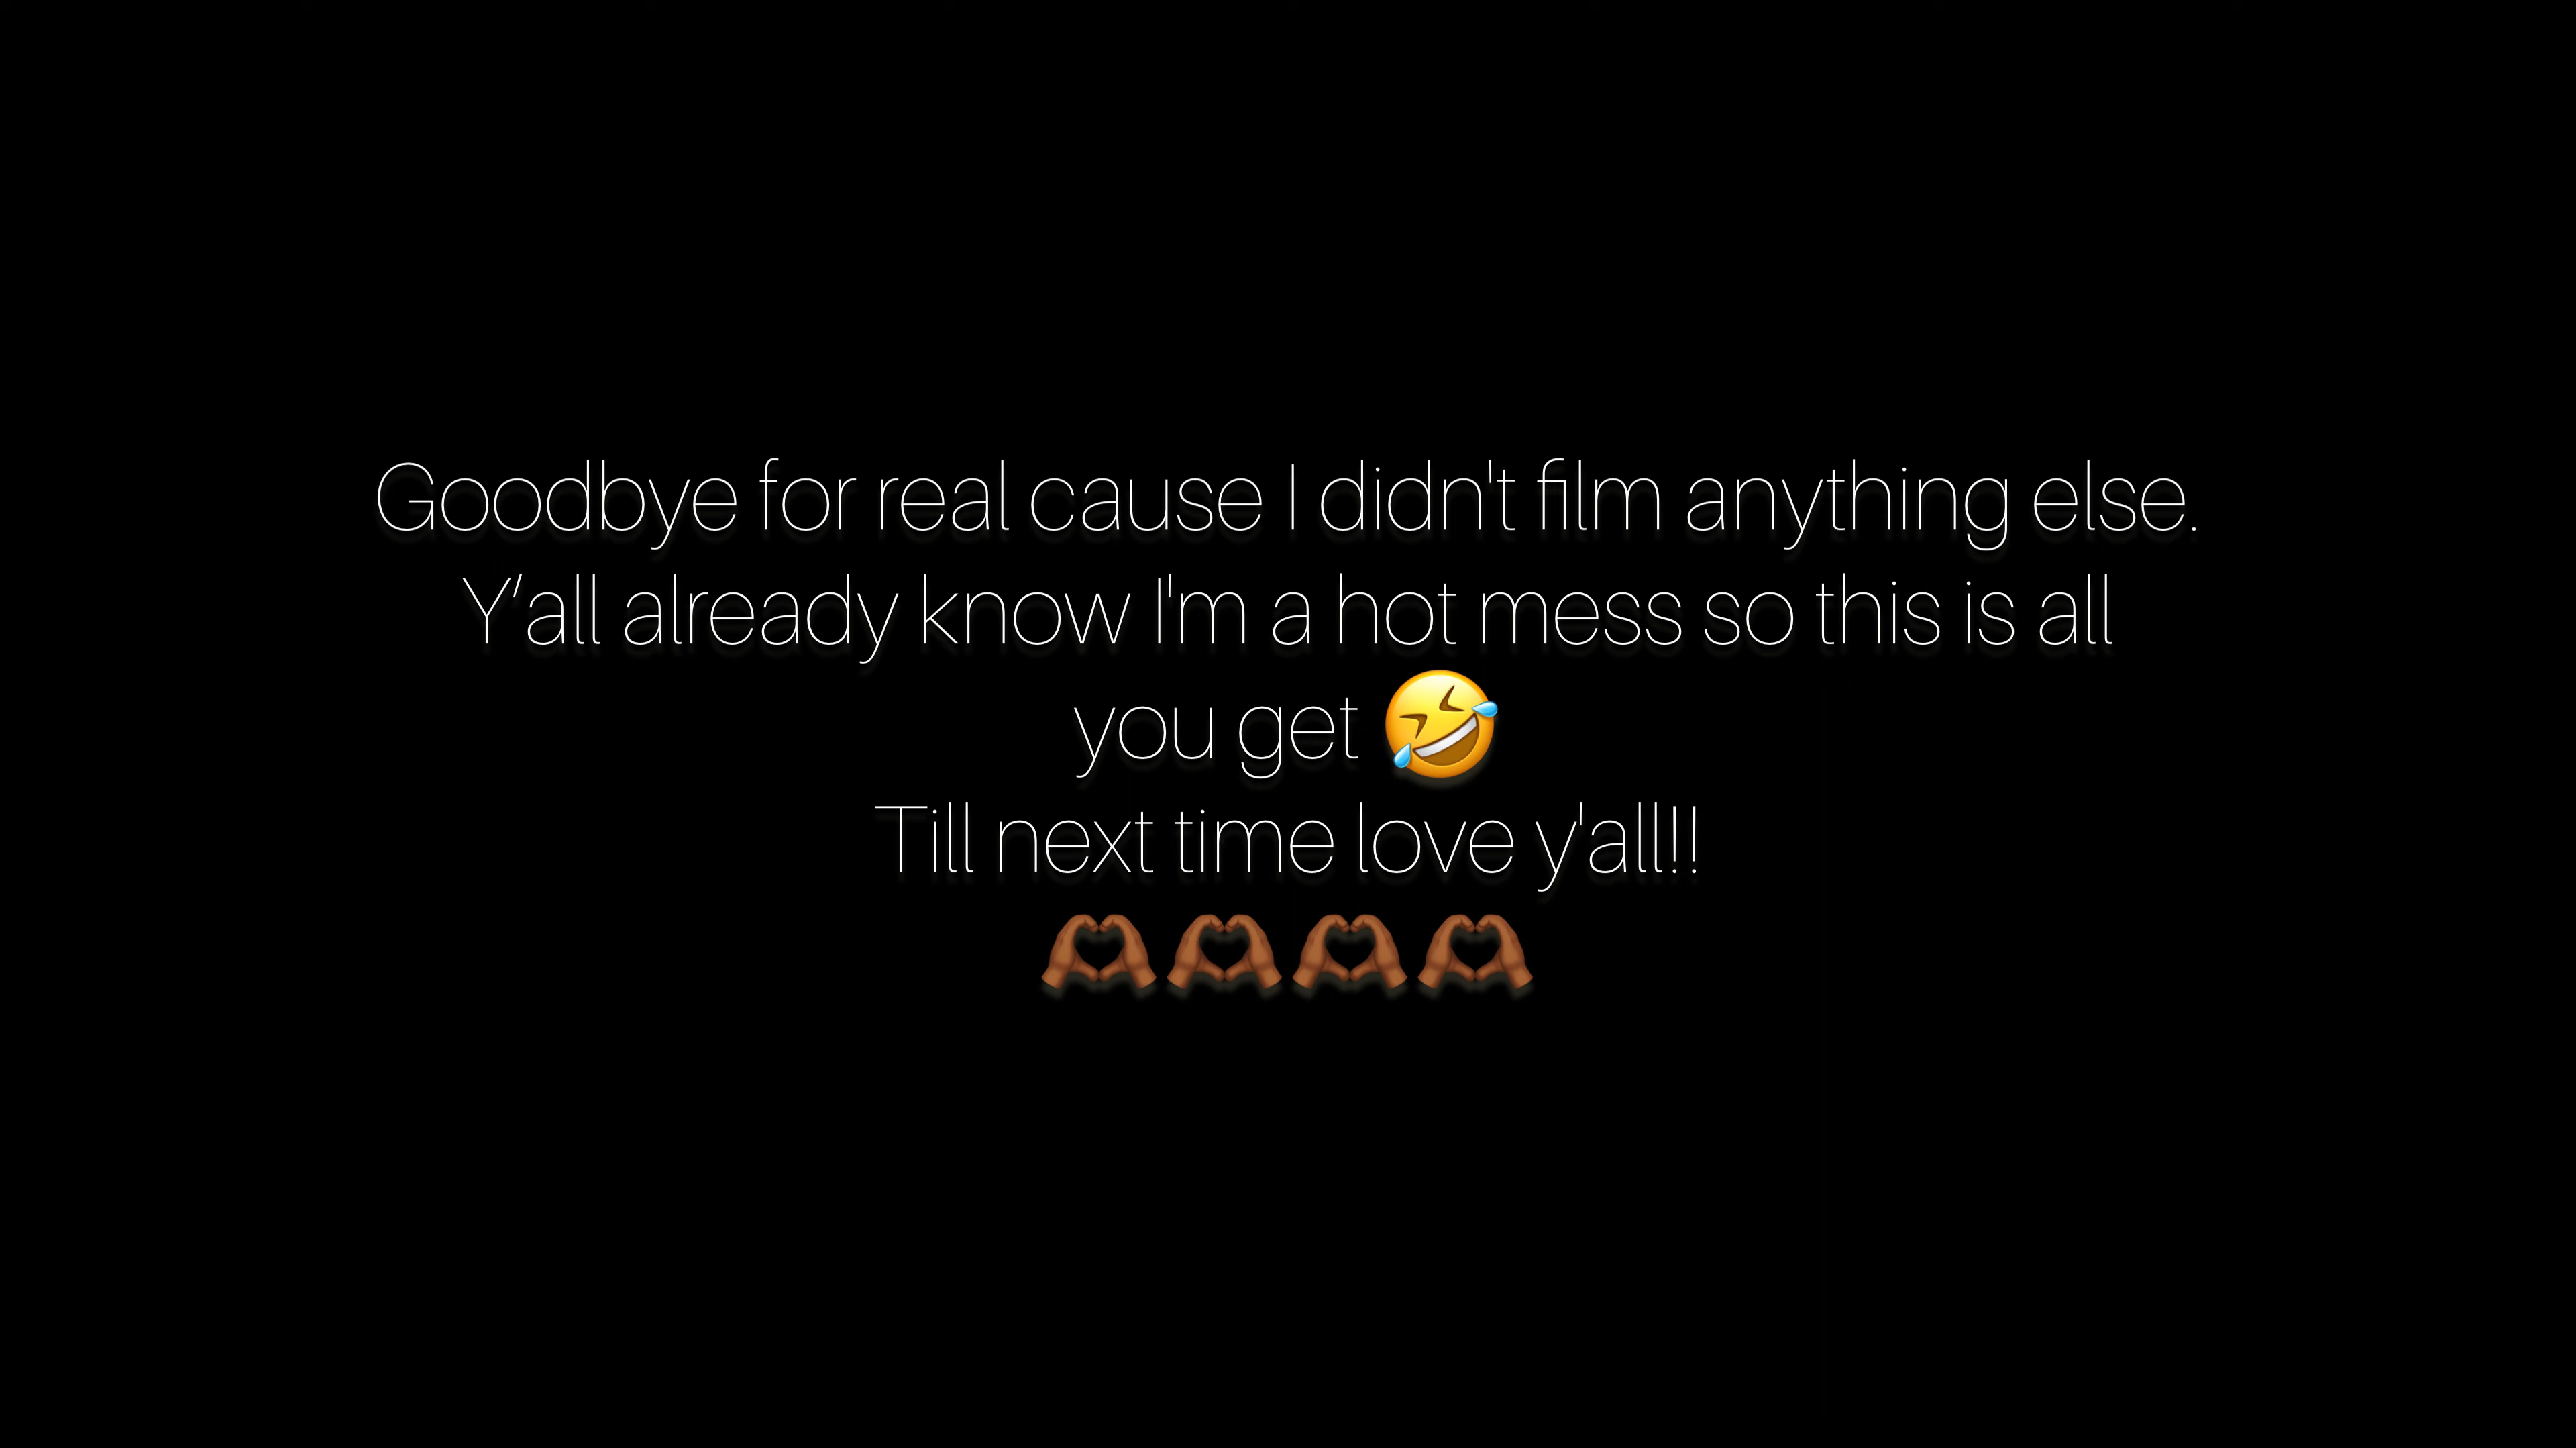 Goodbye for real cause I didn't film anything else.
Y’all already know I'm a hot mess so this is all
you get 🤣
Till next time love y'all!!
🫶🏾🫶🏾🫶🏾🫶🏾